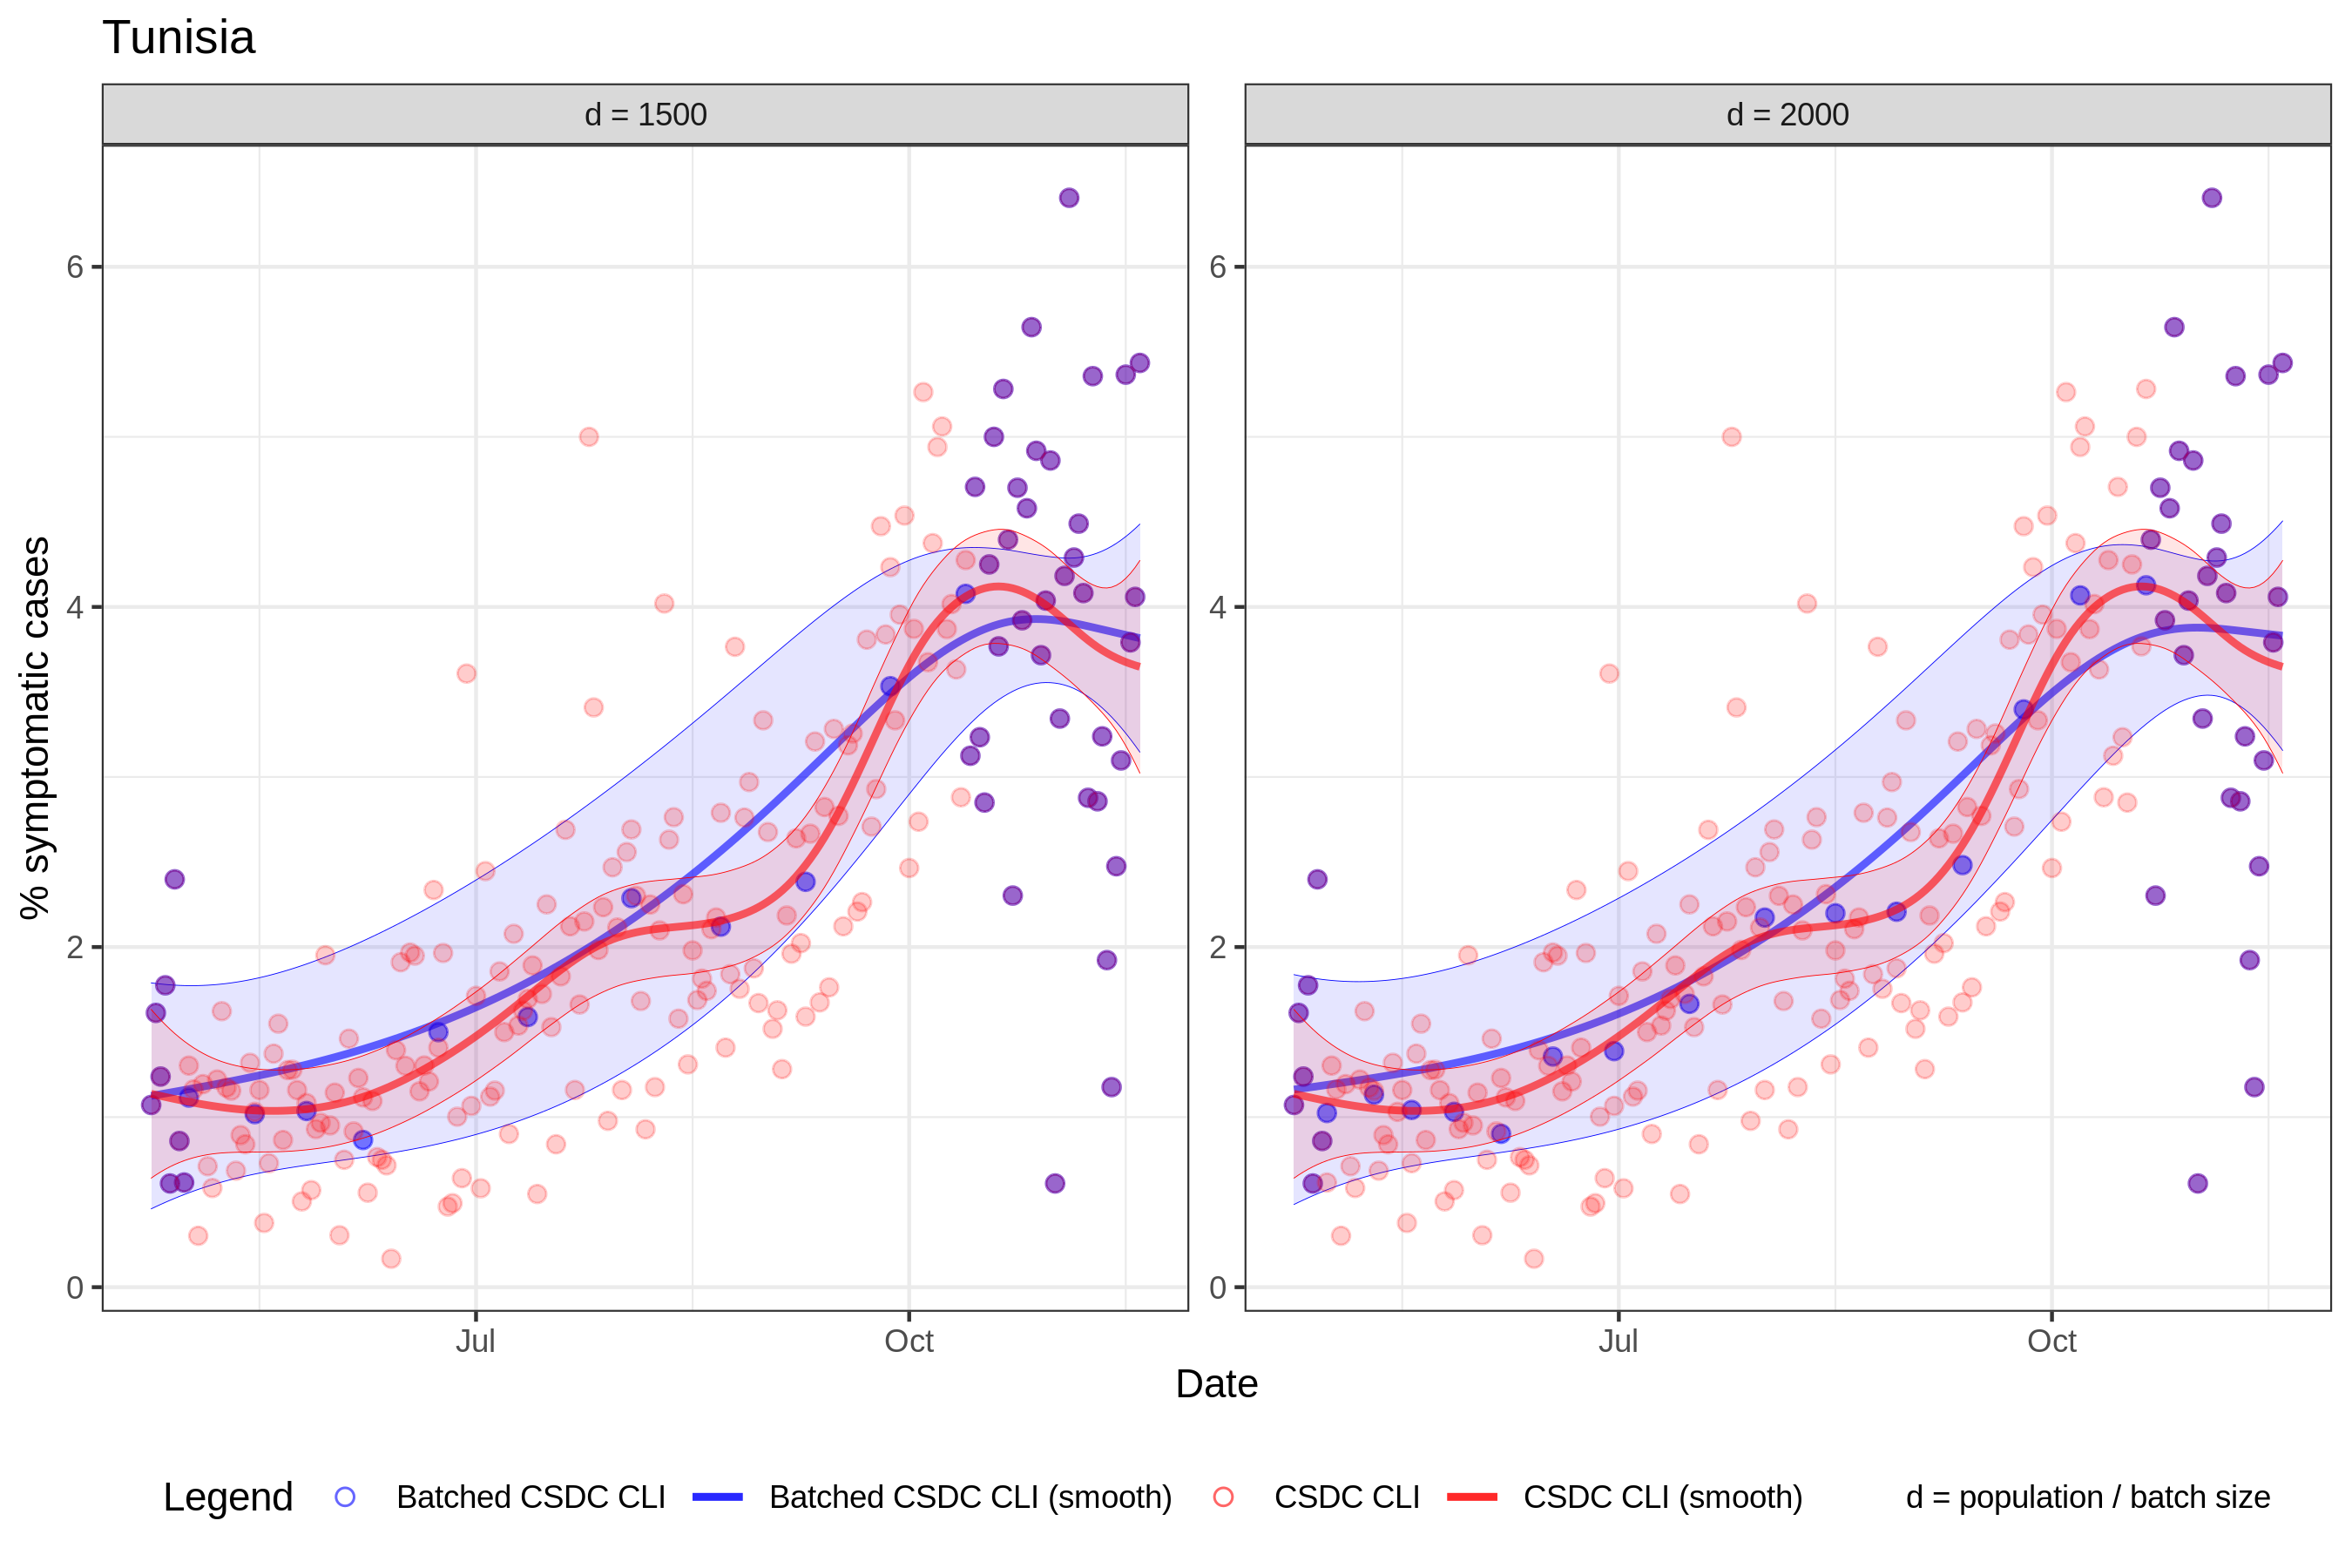 Tunisia
d = 1500
d = 2000
% symptomatic cases
6
4
2
0
6
4
2
0
Jul
Oct
Jul
Oct
Date
Legend
Batched CSDC CLI
Batched CSDC CLI (smooth)
CSDC CLI
CSDC CLI (smooth)
d = population / batch size